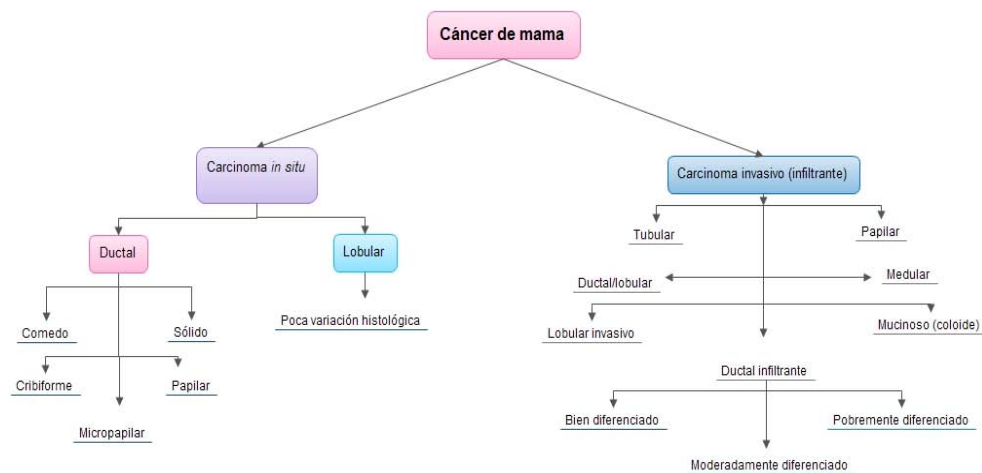 Cáncer de mama
Carcinoma in situ
Carcinoma invasivo (infiltrante)
Ductal
Lobular
Comedo
Sólido
Cribiforme
Papilar
Micropapilar
Poca variación histológica
Tubular
Papilar
Ductal/lobular
Medular
Lobular invasivo
Mucinoso (coloide)
Ductal infiltrante
Bien diferenciado
Pobremente diferenciado
Moderadamente diferenciado